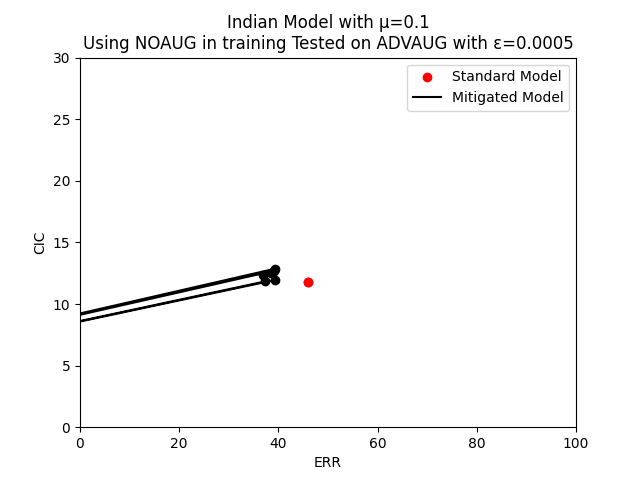 Indian Model with μ=0.1
Using NOAUG in training Tested on ADVAUG with ε=0.0005
Standard Model
Mitigated Model
30
25
20
15
10
5
0
CIC
0 20 40 60 80 100
ERR